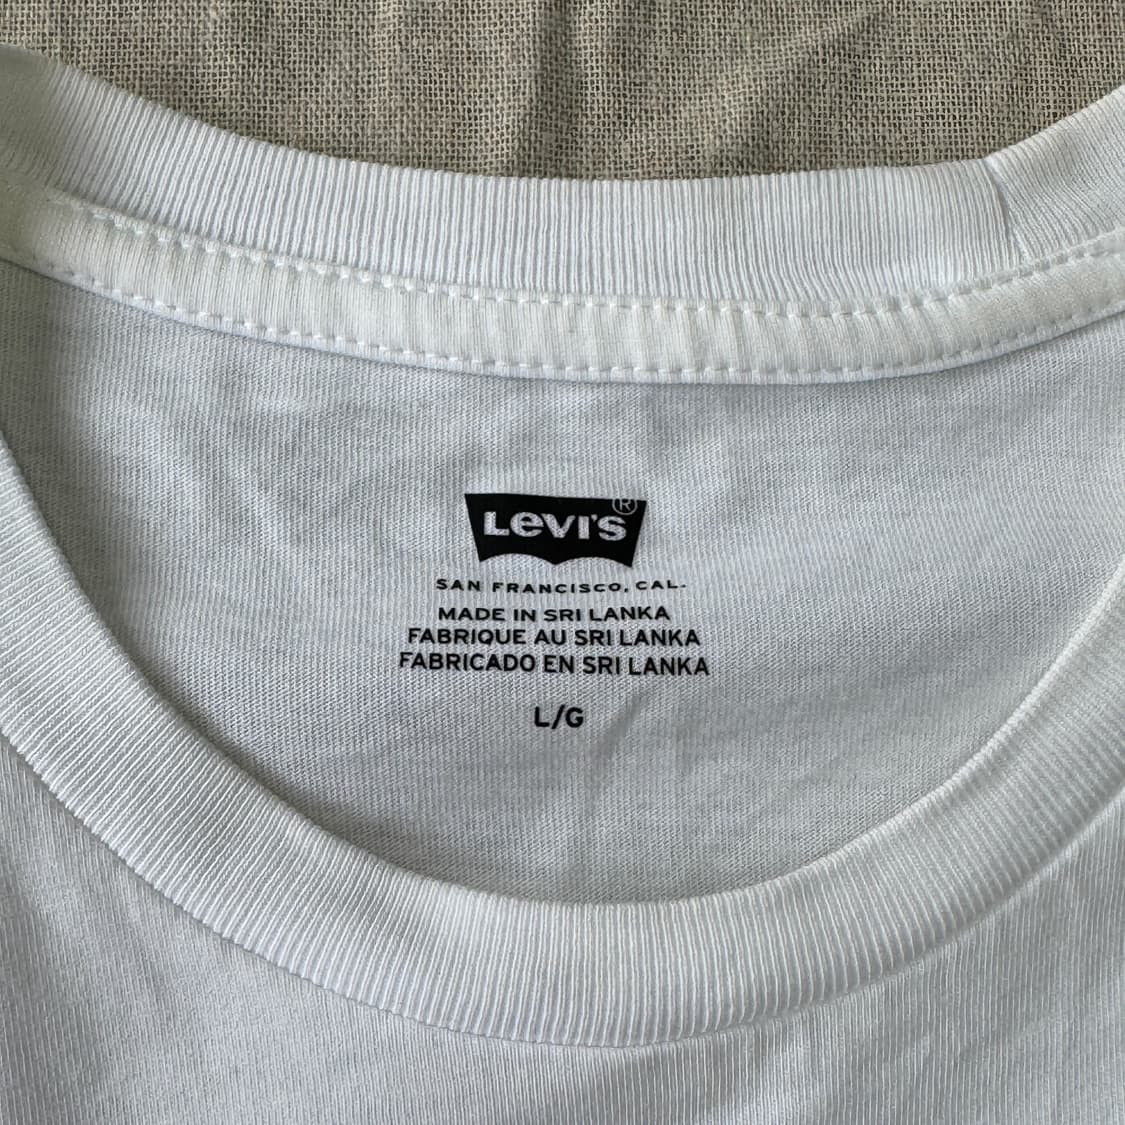 LEVI'S®
SAN FRANCISCO, CAL.
MADE IN SRI LANKA
FABRIQUE AU SRI LANKA
FABRICADO EN SRI LANKA
L/G